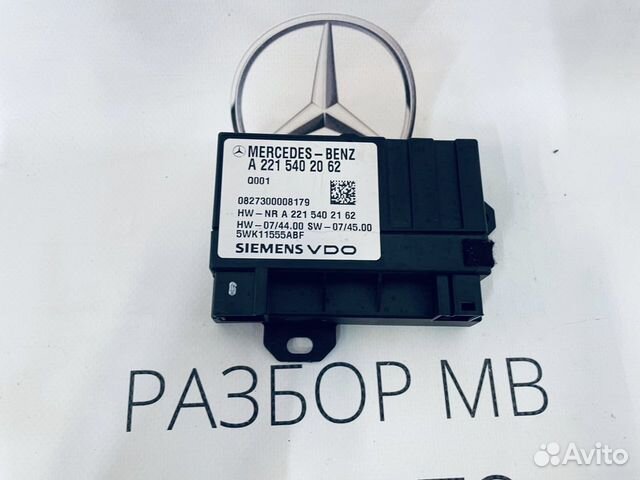 MERCEDES-BENZ
A 221 540 20 62
Q001
0827300008179
HW-NR A 221 540 21 62
HW-07/44.00 SW-07/45.00
5WK11555ABF
SIEMENS VDO
РАЗБОР МВ
Avito